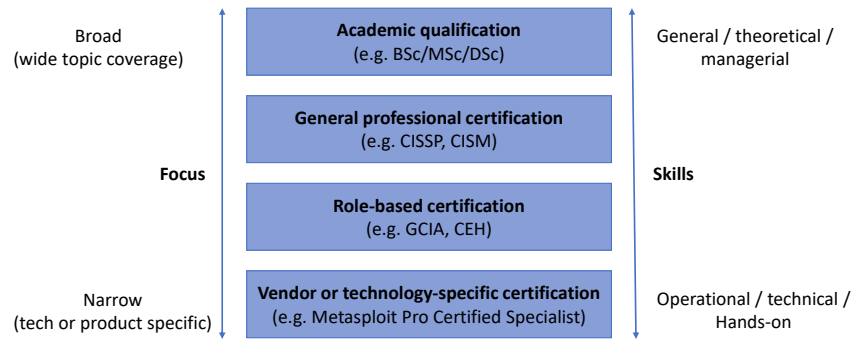 Broad
(wide topic coverage)
Academic qualification
(e.g. BSc/MSc/DSc)
General / theoretical /
managerial
General professional certification
(e.g. CISSP, CISM)
Focus
Skills
Role-based certification
(e.g. GCIA, CEH)
Narrow
(tech or product specific)
Vendor or technology-specific certification
(e.g. Metasploit Pro Certified Specialist)
Operational / technical /
Hands-on